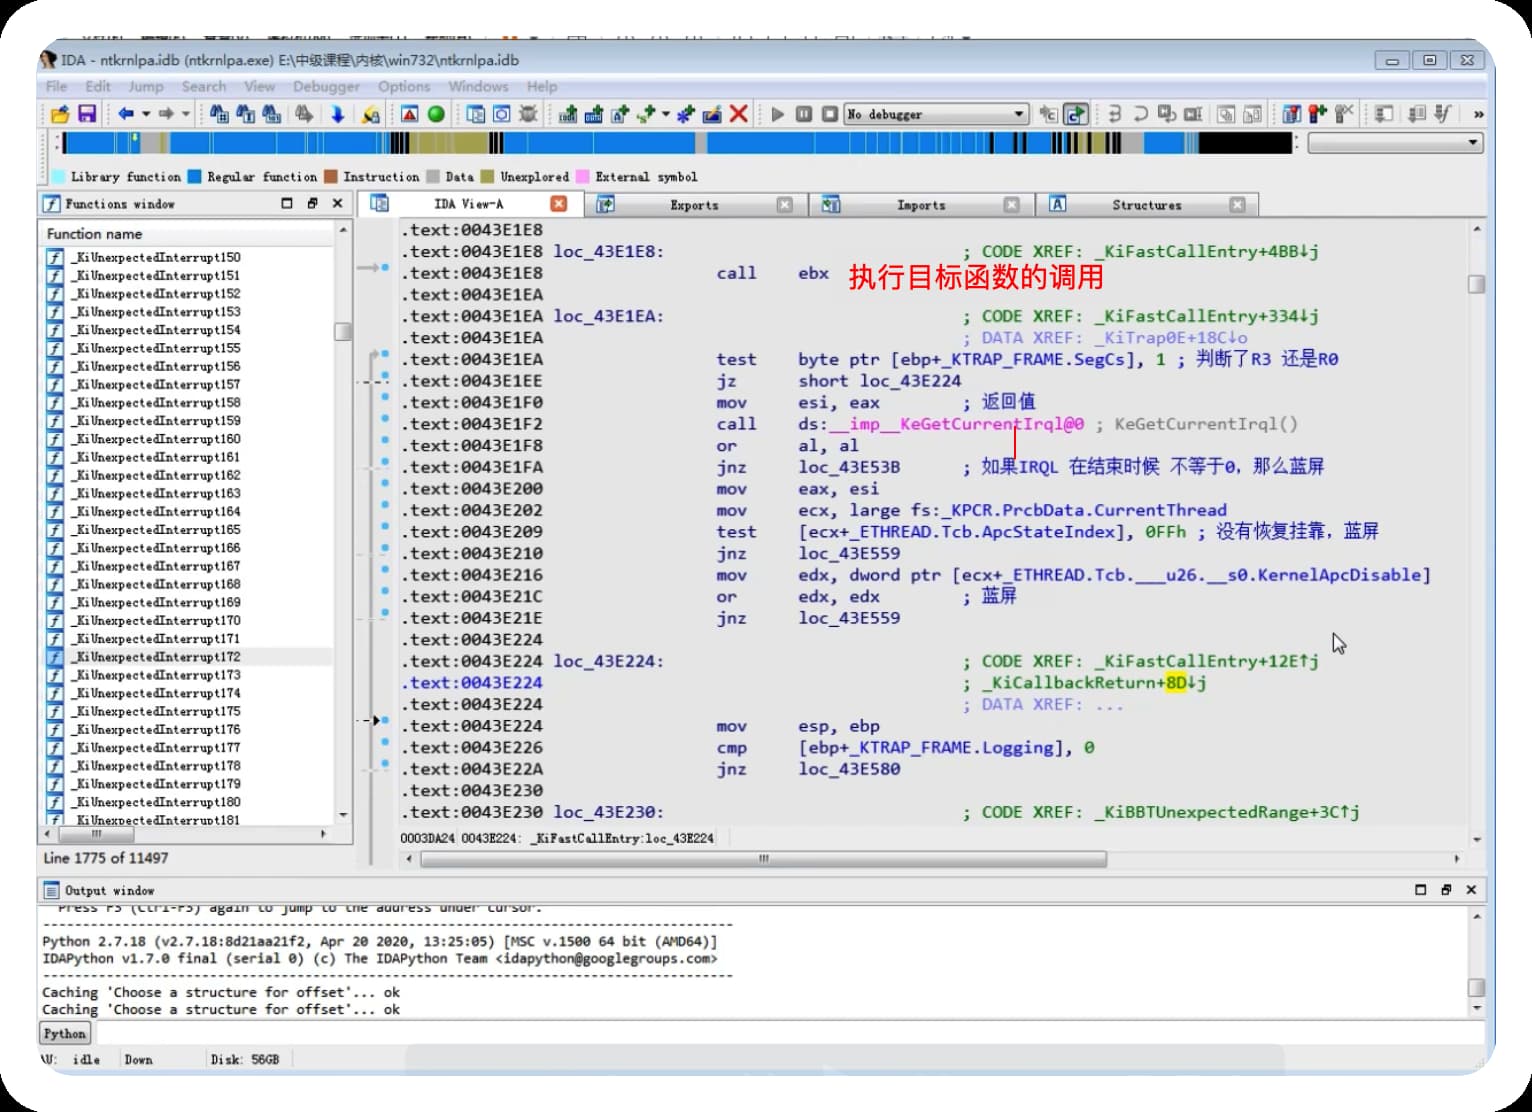 IDA - ntkrnlpa.idb (ntkrnlpa.exe) E:\中级课程\内核\win732\ntkrnlpa.idb
File Edit Jump Search View Debugger Options Windows Help
No debugger
Library function Regular function Instruction Data Unexplored External symbol
Functions window
Function name
_KiUnexpectedInterrupt150
_KiUnexpectedInterrupt151
_KiUnexpectedInterrupt152
_KiUnexpectedInterrupt153
_KiUnexpectedInterrupt154
_KiUnexpectedInterrupt155
_KiUnexpectedInterrupt156
_KiUnexpectedInterrupt157
_KiUnexpectedInterrupt158
_KiUnexpectedInterrupt159
_KiUnexpectedInterrupt160
_KiUnexpectedInterrupt161
_KiUnexpectedInterrupt162
_KiUnexpectedInterrupt163
_KiUnexpectedInterrupt164
_KiUnexpectedInterrupt165
_KiUnexpectedInterrupt166
_KiUnexpectedInterrupt167
_KiUnexpectedInterrupt168
_KiUnexpectedInterrupt169
_KiUnexpectedInterrupt170
_KiUnexpectedInterrupt171
_KiUnexpectedInterrupt172
_KiUnexpectedInterrupt173
_KiUnexpectedInterrupt174
_KiUnexpectedInterrupt175
_KiUnexpectedInterrupt176
_KiUnexpectedInterrupt177
_KiUnexpectedInterrupt178
_KiUnexpectedInterrupt179
_KiUnexpectedInterrupt180
_KiUnexpectedInterrupt181
Line 1775 of 11497
IDA View-A Exports Imports Structures
.text:0043E1E8
.text:0043E1E8 loc_43E1E8: ; CODE XREF: _KiFastCallEntry+4BB↓j
.text:0043E1E8 call ebx 执行目标函数的调用
.text:0043E1EA
.text:0043E1EA loc_43E1EA: ; CODE XREF: _KiFastCallEntry+334↓j
.text:0043E1EA ; DATA XREF: _KiTrap0E+18C↓o
.text:0043E1EA test byte ptr [ebp+_KTRAP_FRAME.SegCs], 1 ; 判断了R3 还是R0
.text:0043E1EE jz short loc_43E224
.text:0043E1F0 mov esi, eax ; 返回值
.text:0043E1F2 call ds:__imp__KeGetCurrentIrql@0 ; KeGetCurrentIrql()
.text:0043E1F8 or al, al
.text:0043E1FA jnz loc_43E53B ; 如果IRQL 在结束时候 不等于0，那么蓝屏
.text:0043E200 mov eax, esi
.text:0043E202 mov ecx, large fs:_KPCR.PrcbData.CurrentThread
.text:0043E209 test [ecx+_ETHREAD.Tcb.ApcStateIndex], 0FFh ; 没有恢复挂靠，蓝屏
.text:0043E210 jnz loc_43E559
.text:0043E216 mov edx, dword ptr [ecx+_ETHREAD.Tcb.___u26.__s0.KernelApcDisable]
.text:0043E21C or edx, edx ; 蓝屏
.text:0043E21E jnz loc_43E559
.text:0043E224
.text:0043E224 loc_43E224: ; CODE XREF: _KiFastCallEntry+12E↑j
.text:0043E224 ; _KiCallbackReturn+8D↓j
.text:0043E224 ; DATA XREF: ...
.text:0043E224 mov esp, ebp
.text:0043E226 cmp [ebp+_KTRAP_FRAME.Logging], 0
.text:0043E22A jnz loc_43E580
.text:0043E230
.text:0043E230 loc_43E230: ; CODE XREF: _KiBBTUnexpectedRange+3C↑j
0003DA24 0043E224: _KiFastCallEntry:loc_43E224
Output window
Press F5 (Ctrl-F5) again to jump to the address under cursor.
Python 2.7.18 (v2.7.18:8d21aa21f2, Apr 20 2020, 13:25:05) [MSC v.1500 64 bit (AMD64)]
IDAPython v1.7.0 final (serial 0) (c) The IDAPython Team <idapython@googlegroups.com>
Caching 'Choose a structure for offset'... ok
Caching 'Choose a structure for offset'... ok
Python
AU: idle Down Disk: 56GB